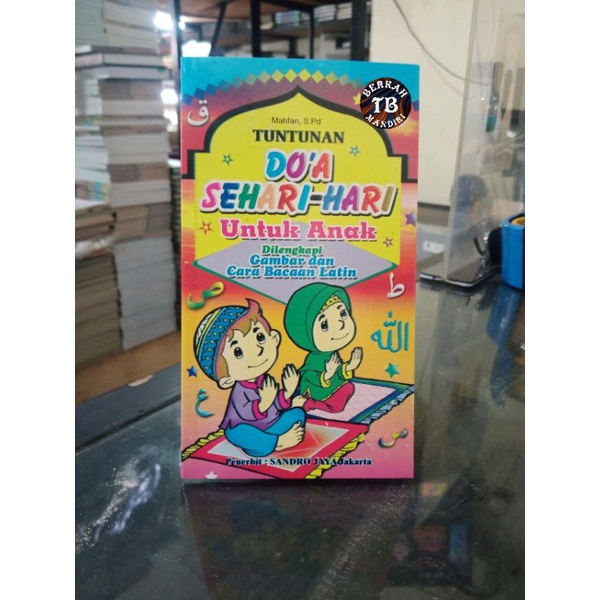 BERKAH
TB
MANDIRI
Mahfan, S.Pd
TUNTUNAN
DO'A
SEHARI-HARI
Untuk Anak
Dilengkapi
Gambar dan
Cara Bacaan Latin
ق
ط
ص
الله
ع
Penerbit : SANDRO JAYA Jakarta